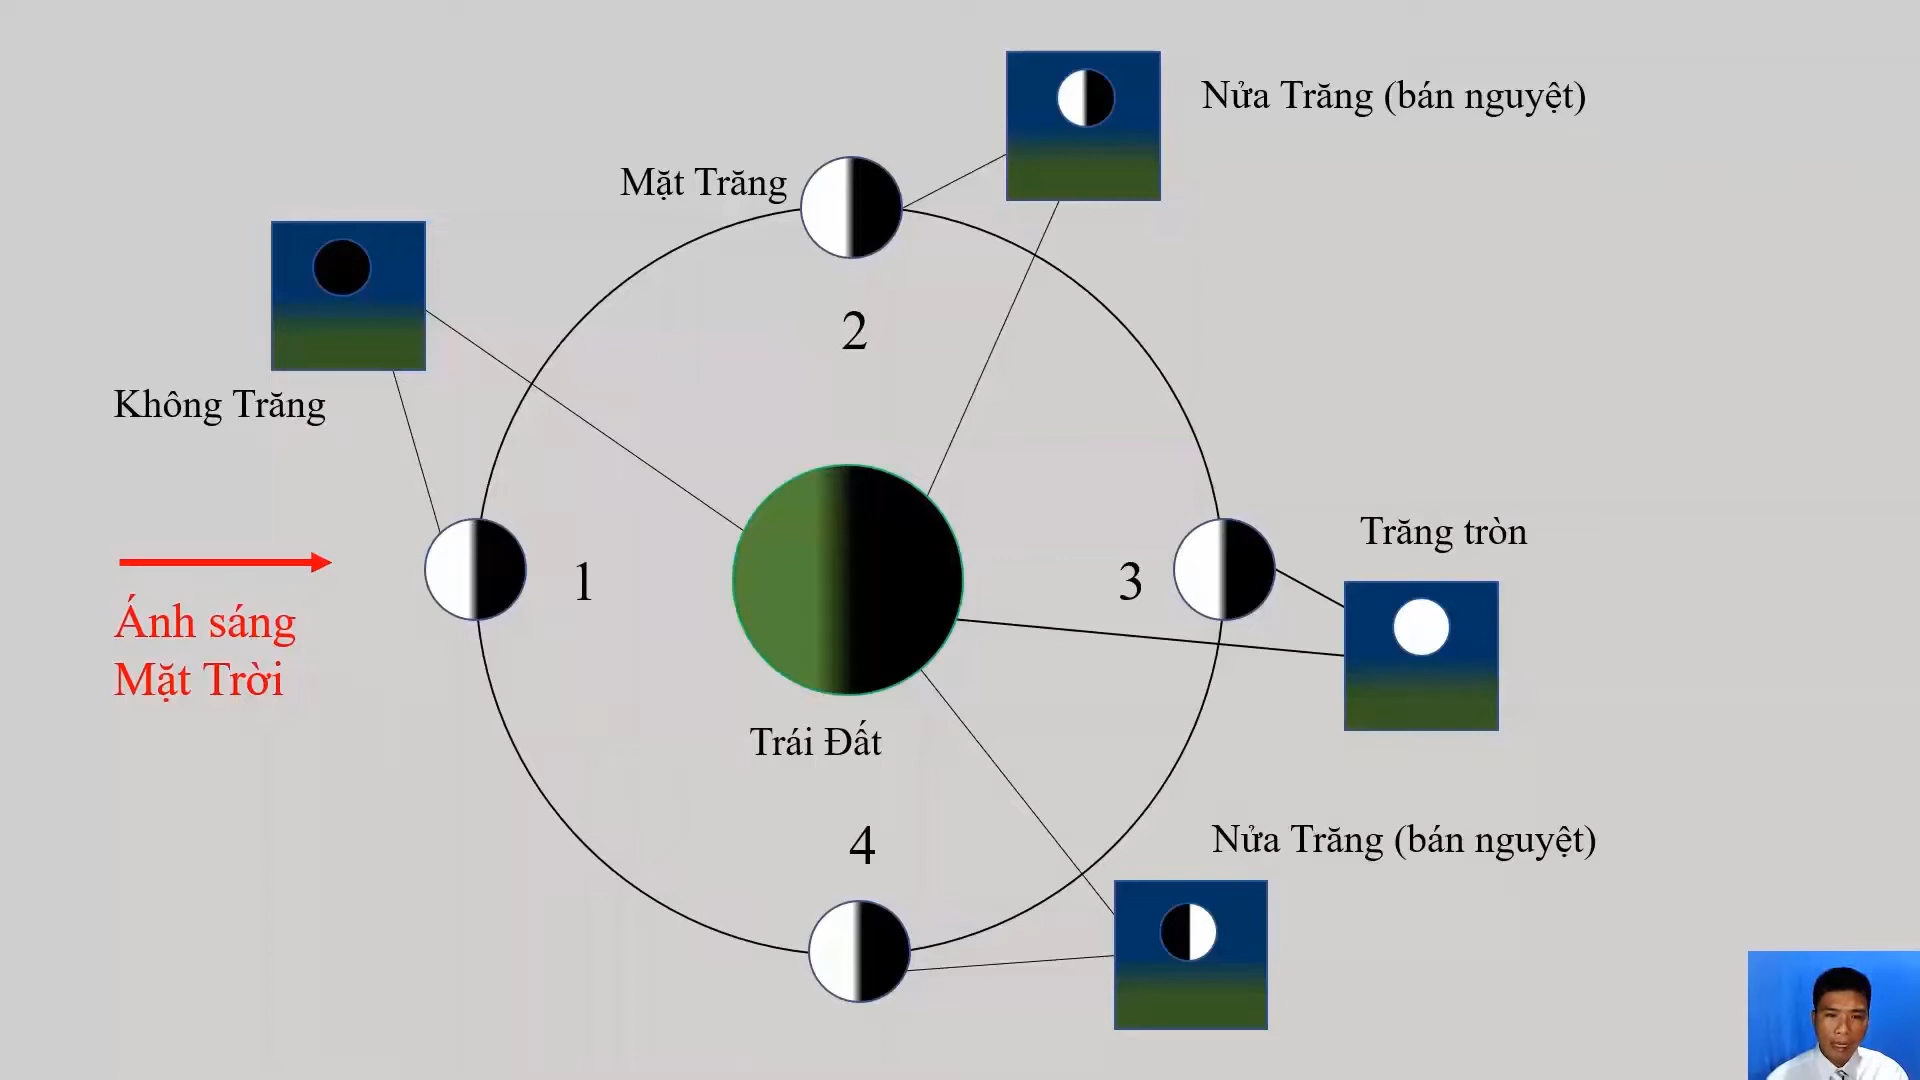 Nửa Trăng (bán nguyệt)
Mặt Trăng
2
Không Trăng
Trăng tròn
1
3
Ánh sáng
Mặt Trời
Trái Đất
4
Nửa Trăng (bán nguyệt)